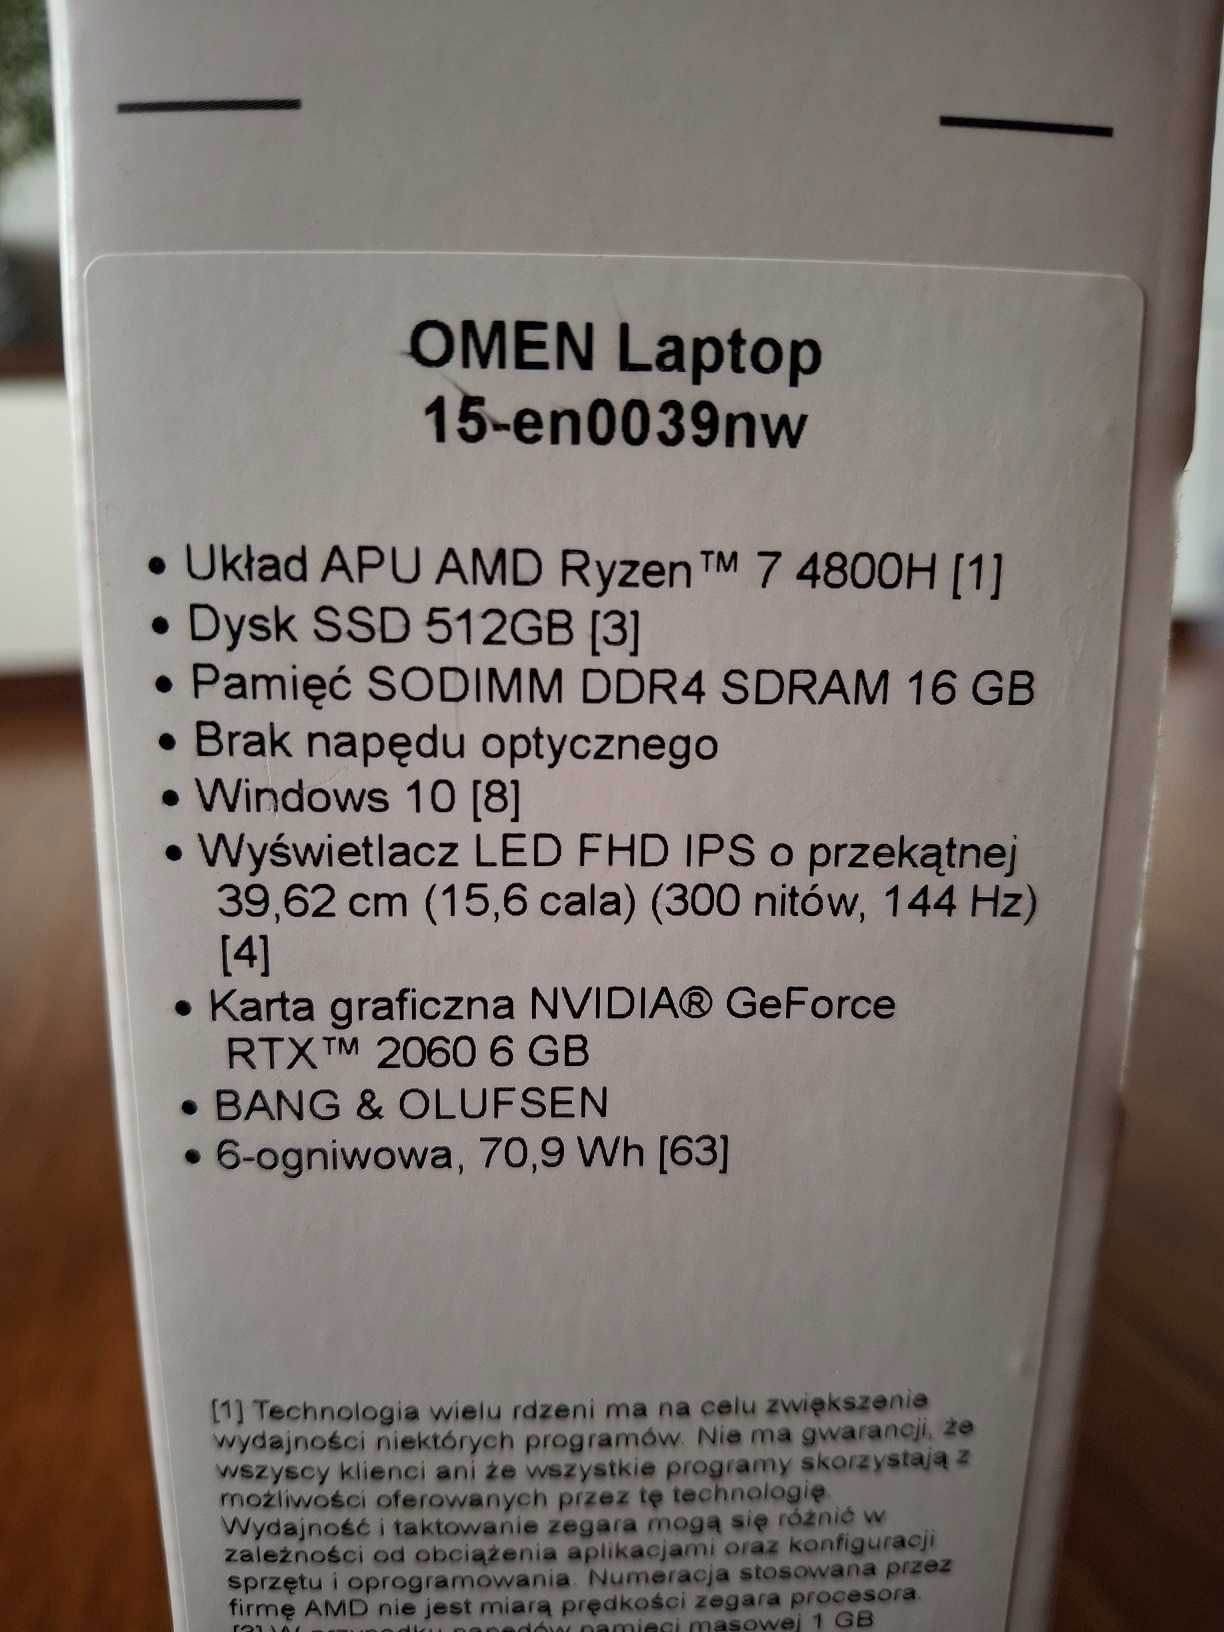 OMEN Laptop
15-en0039nw
• Układ APU AMD Ryzen™ 7 4800H [1]
• Dysk SSD 512GB [3]
• Pamięć SODIMM DDR4 SDRAM 16 GB
• Brak napędu optycznego
• Windows 10 [8]
• Wyświetlacz LED FHD IPS o przekątnej
39,62 cm (15,6 cala) (300 nitów, 144 Hz)
[4]
• Karta graficzna NVIDIA® GeForce
RTX™ 2060 6 GB
• BANG & OLUFSEN
• 6-ogniwowa, 70,9 Wh [63]
[1] Technologia wielu rdzeni ma na celu zwiększenie
wydajności niektórych programów. Nie ma gwarancji, że
wszyscy klienci ani że wszystkie programy skorzystają z
możliwości oferowanych przez tę technologię.
Wydajność i taktowanie zegara mogą się różnić w
zależności od obciążenia aplikacjami oraz konfiguracji
sprzętu i oprogramowania. Numeracja stosowana przez
firmę AMD nie jest miarą prędkości zegara procesora.
napędów pamięci masowej 1 GB